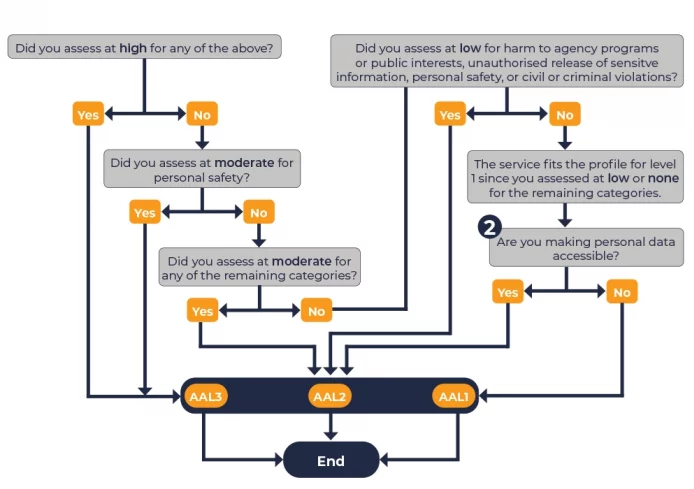 Did you assess at high for any of the above?
Yes
No
Did you assess at moderate for
personal safety?
Yes
No
Did you assess at moderate for
any of the remaining categories?
Yes
No
Did you assess at low for harm to agency programs
or public interests, unauthorised release of sensitve
information, personal safety, or civil or criminal violations?
Yes
No
The service fits the profile for level
1 since you assessed at low or none
for the remaining categories.
2
Are you making personal data
accessible?
Yes
No
AAL3
AAL2
AAL1
End